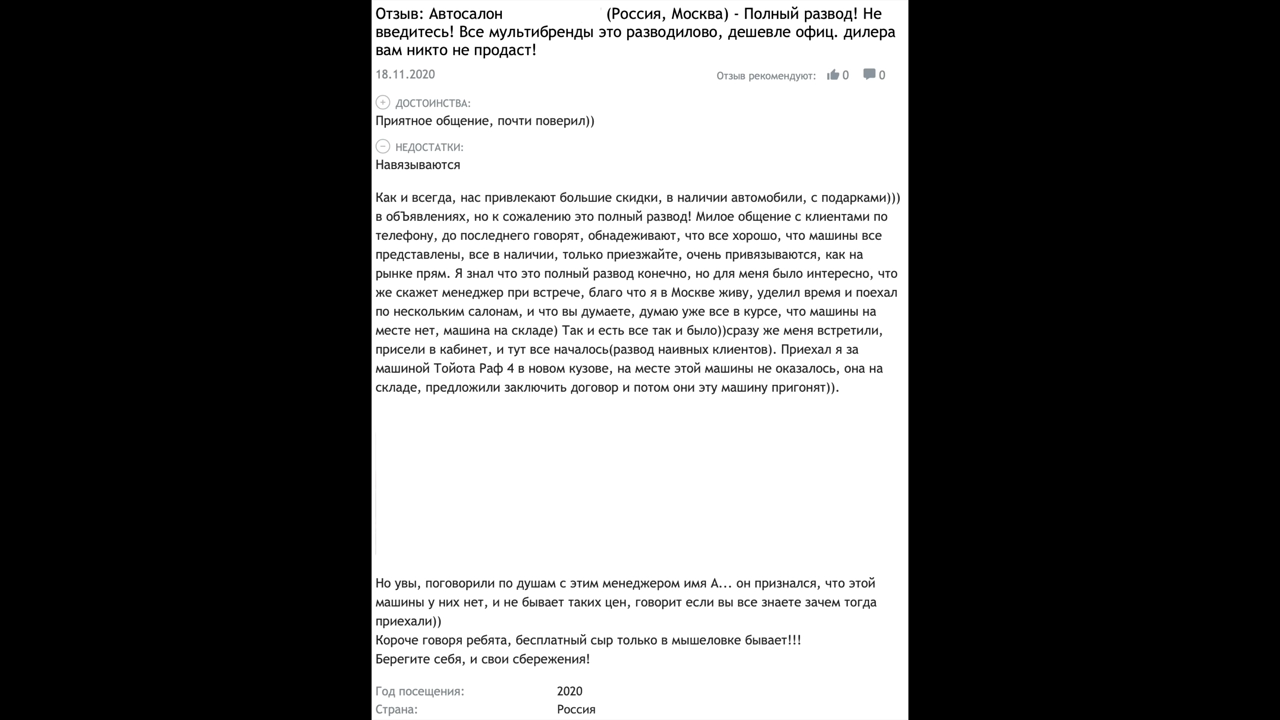 Отзыв: Автосалон (Россия, Москва) - Полный развод! Не
введитесь! Все мультибренды это разводилово, дешевле офиц. дилера
вам никто не продаст!
18.11.2020 Отзыв рекомендуют: 0 0
ДОСТОИНСТВА:
Приятное общение, почти поверил))
НЕДОСТАТКИ:
Навязываются
Как и всегда, нас привлекают большие скидки, в наличии автомобили, с подарками)))
в обЪявлениях, но к сожалению это полный развод! Милое общение с клиентами по
телефону, до последнего говорят, обнадеживают, что все хорошо, что машины все
представлены, все в наличии, только приезжайте, очень привязываются, как на
рынке прям. Я знал что это полный развод конечно, но для меня было интересно, что
же скажет менеджер при встрече, благо что я в Москве живу, уделил время и поехал
по нескольким салонам, и что вы думаете, думаю уже все в курсе, что машины на
месте нет, машина на складе) Так и есть все так и было))сразу же меня встретили,
присели в кабинет, и тут все началось(развод наивных клиентов). Приехал я за
машиной Тойота Раф 4 в новом кузове, на месте этой машины не оказалось, она на
складе, предложили заключить договор и потом они эту машину пригонят)).
Но увы, поговорили по душам с этим менеджером имя А... он признался, что этой
машины у них нет, и не бывает таких цен, говорит если вы все знаете зачем тогда
приехали))
Короче говоря ребята, бесплатный сыр только в мышеловке бывает!!!
Берегите себя, и свои сбережения!
Год посещения: 2020
Страна: Россия